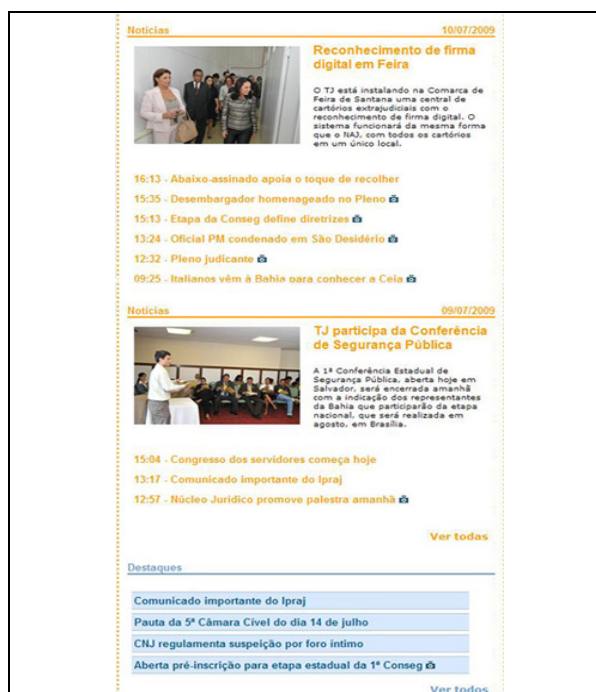 Notícias 10/07/2009
Reconhecimento de firma
digital em Feira
O TJ está instalando na Comarca de
Feira de Santana uma central de
cartórios extrajudiciais com o
reconhecimento de firma digital. O
sistema funcionará da mesma forma
que o NAJ, com todos os cartórios
em um único local.
16:13 - Abaixo-assinado apoia o toque de recolher
15:35 - Desembargador homenageado no Pleno
15:13 - Etapa da Conseg define diretrizes
13:24 - Oficial PM condenado em São Desidério
12:32 - Pleno judicante
09:25 - Italianos vêm à Bahia para conhecer a Ceia
Notícias 09/07/2009
TJ participa da Conferência
de Segurança Pública
A 1ª Conferência Estadual de
Segurança Pública, aberta hoje em
Salvador, será encerrada amanhã
com a indicação dos representantes
da Bahia que participarão da etapa
nacional, que será realizada em
agosto, em Brasília.
15:04 - Congresso dos servidores começa hoje
13:17 - Comunicado importante do Ipraj
12:57 - Núcleo Jurídico promove palestra amanhã
Ver todas
Destaques
Comunicado importante do Ipraj
Pauta da 5ª Câmara Cível do dia 14 de julho
CNJ regulamenta suspeição por foro íntimo
Aberta pré-inscrição para etapa estadual da 1ª Conseg
Ver todos